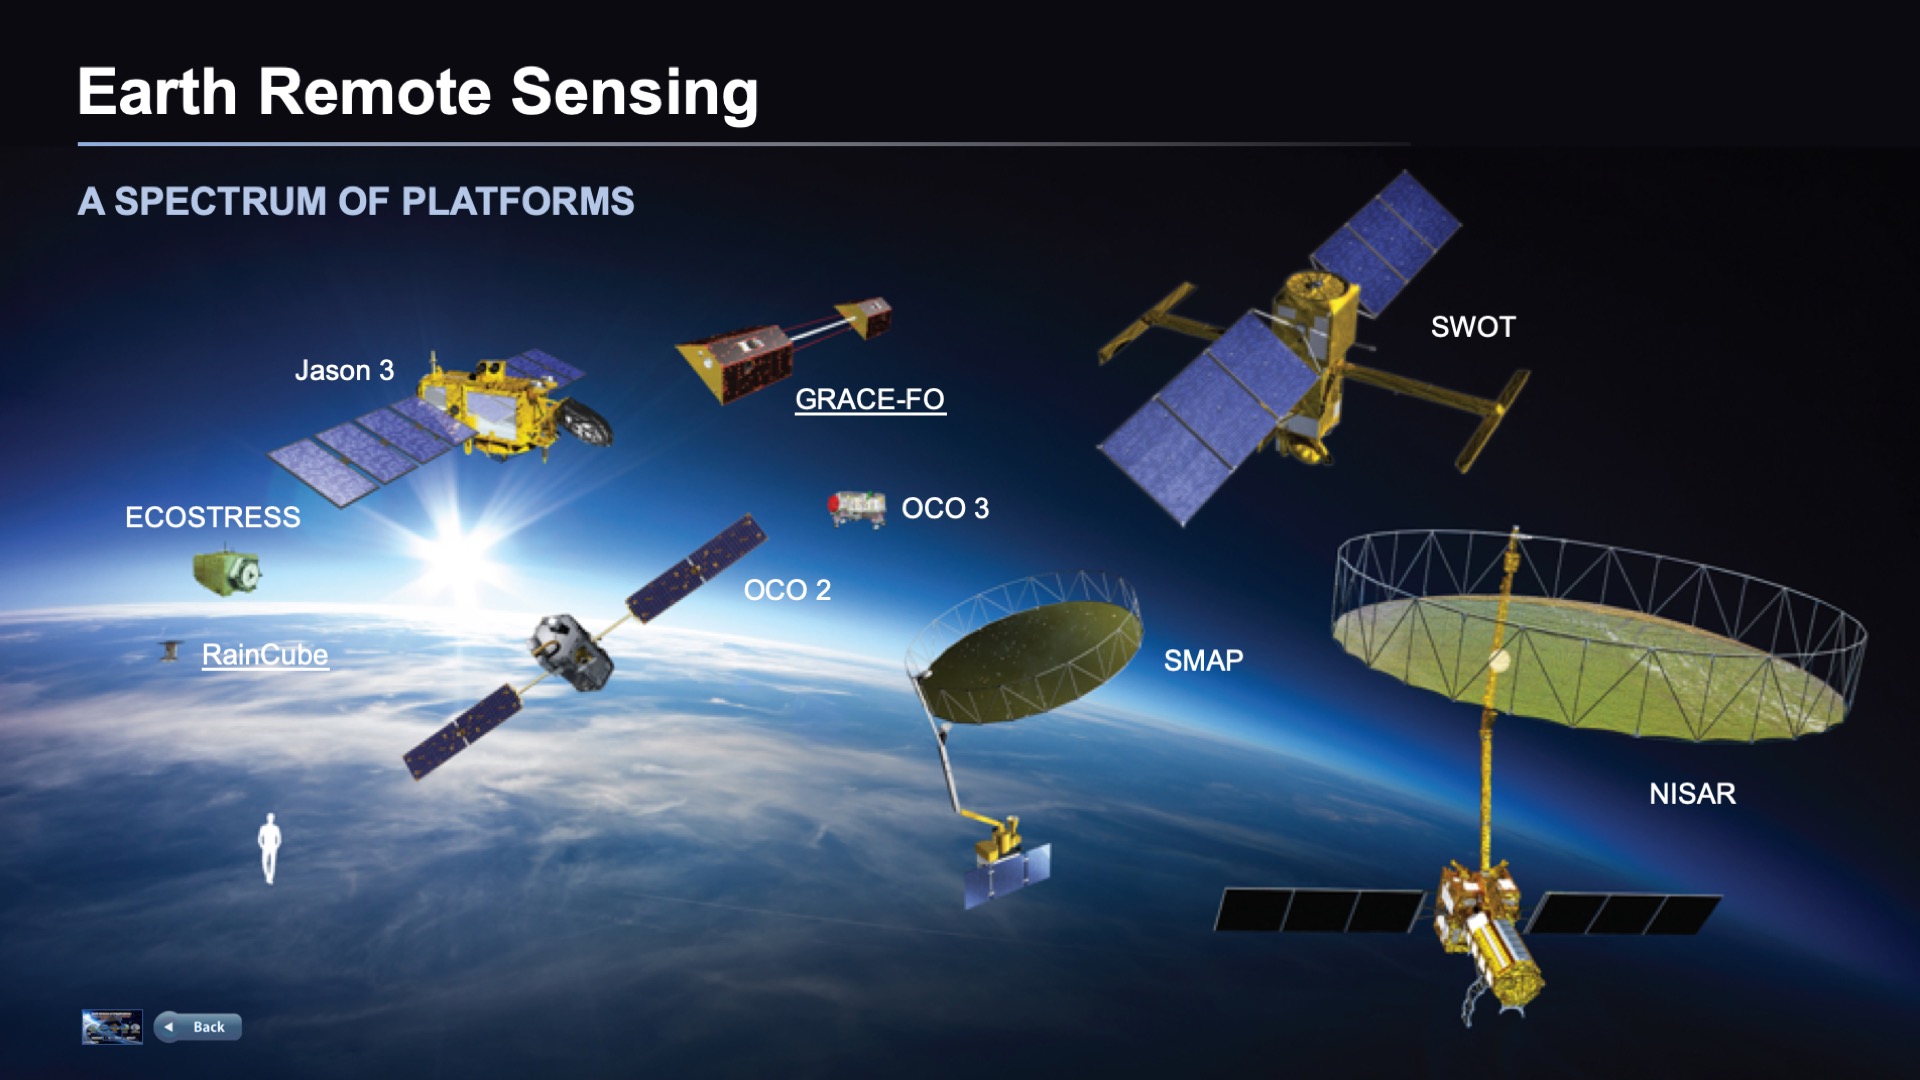 Earth Remote Sensing
A SPECTRUM OF PLATFORMS
SWOT
Jason 3
GRACE-FO
OCO 3
ECOSTRESS
OCO 2
RainCube
SMAP
NISAR
Back